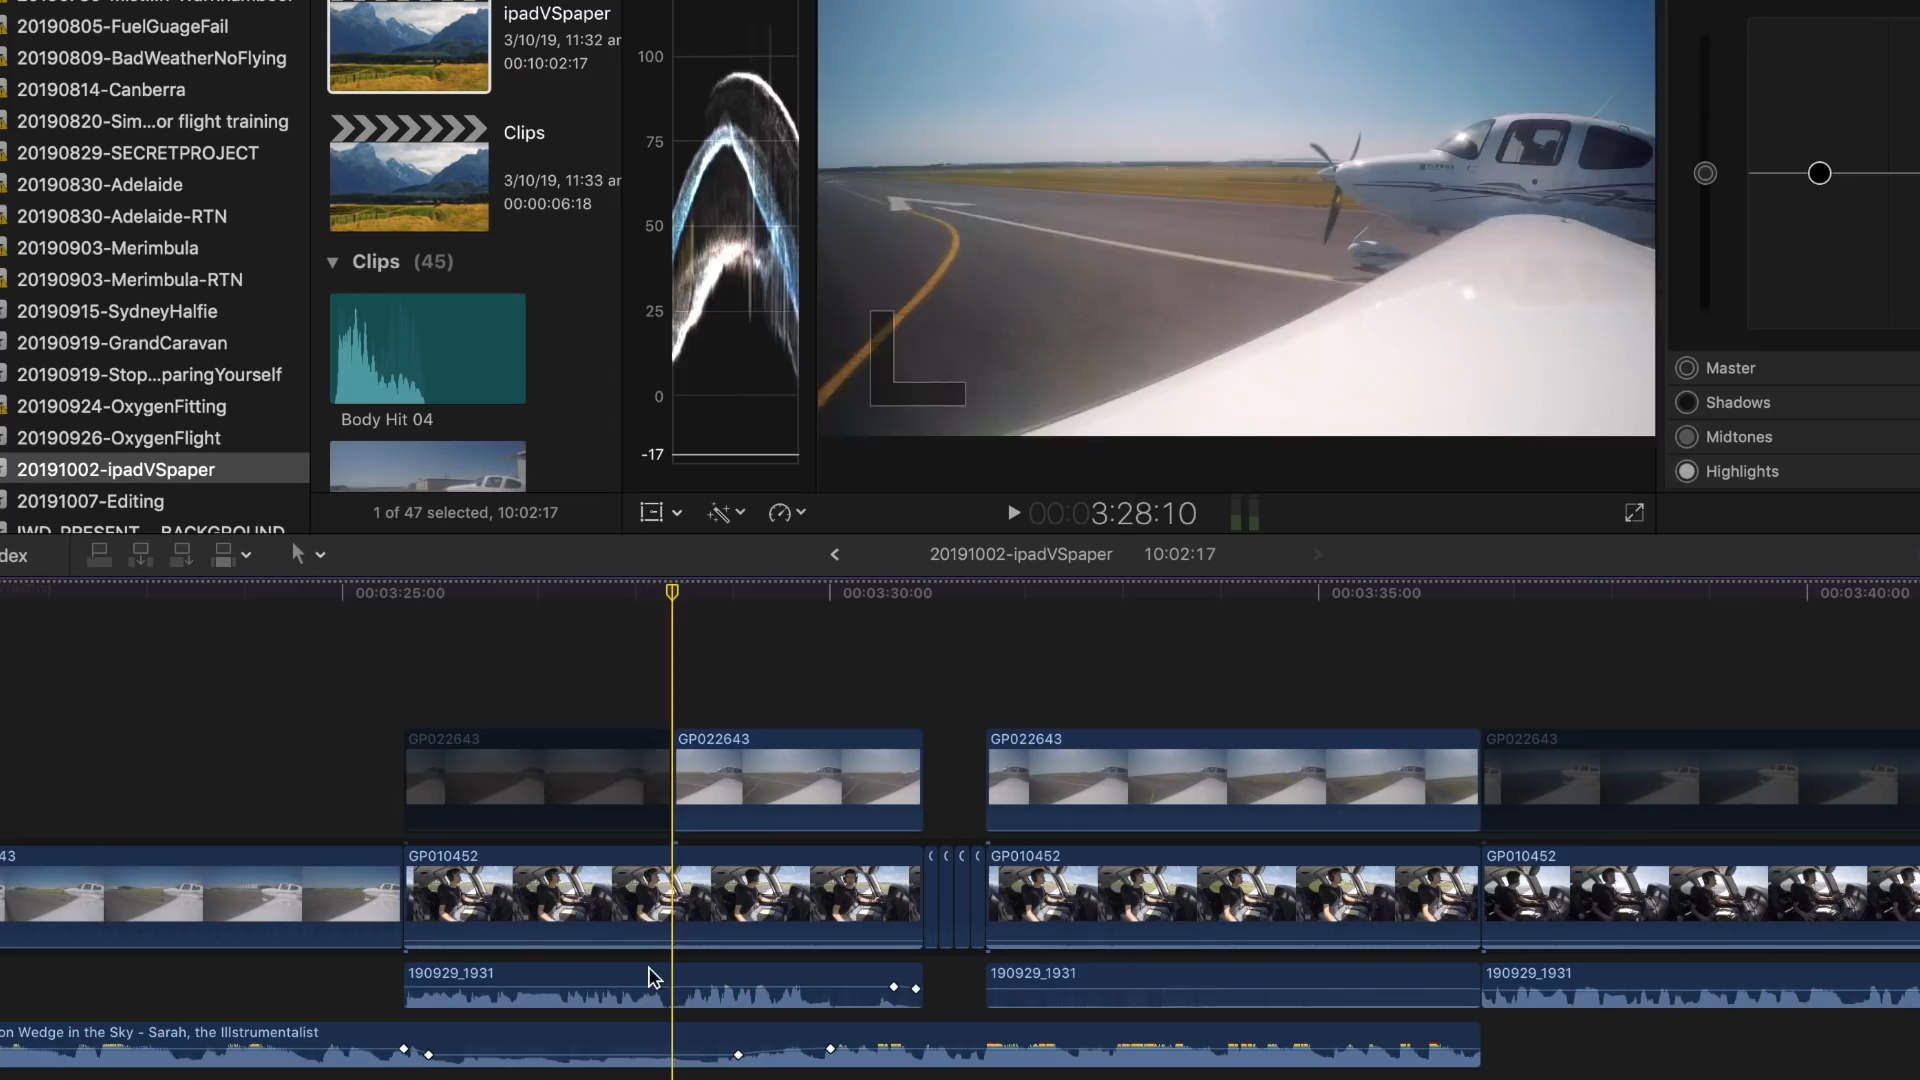 20190805-FuelGuageFail
20190809-BadWeatherNoFlying
20190814-Canberra
20190820-Sim...or flight training
20190829-SECRETPROJECT
20190830-Adelaide
20190830-Adelaide-RTN
20190903-Merimbula
20190903-Merimbula-RTN
20190915-SydneyHalfie
20190919-GrandCaravan
20190919-Stop...paringYourself
20190924-OxygenFitting
20190926-OxygenFlight
20191002-ipadVSpaper
20191007-Editing
ipadVSpaper
3/10/19, 11:32 ar
00:10:02:17
Clips
3/10/19, 11:33 ar
00:00:06:18
Clips (45)
Body Hit 04
1 of 47 selected, 10:02:17
100
75
50
25
0
-17
00:03:28:10
Master
Shadows
Midtones
Highlights
dex
20191002-ipadVSpaper 10:02:17
00:03:25:00
00:03:30:00
00:03:35:00
00:03:40:00
GP022643
GP022643
GP022643
GP022643
43
GP010452
GP010452
GP010452
190929_1931
190929_1931
190929_1931
on Wedge in the Sky - Sarah, the Illstrumentalist